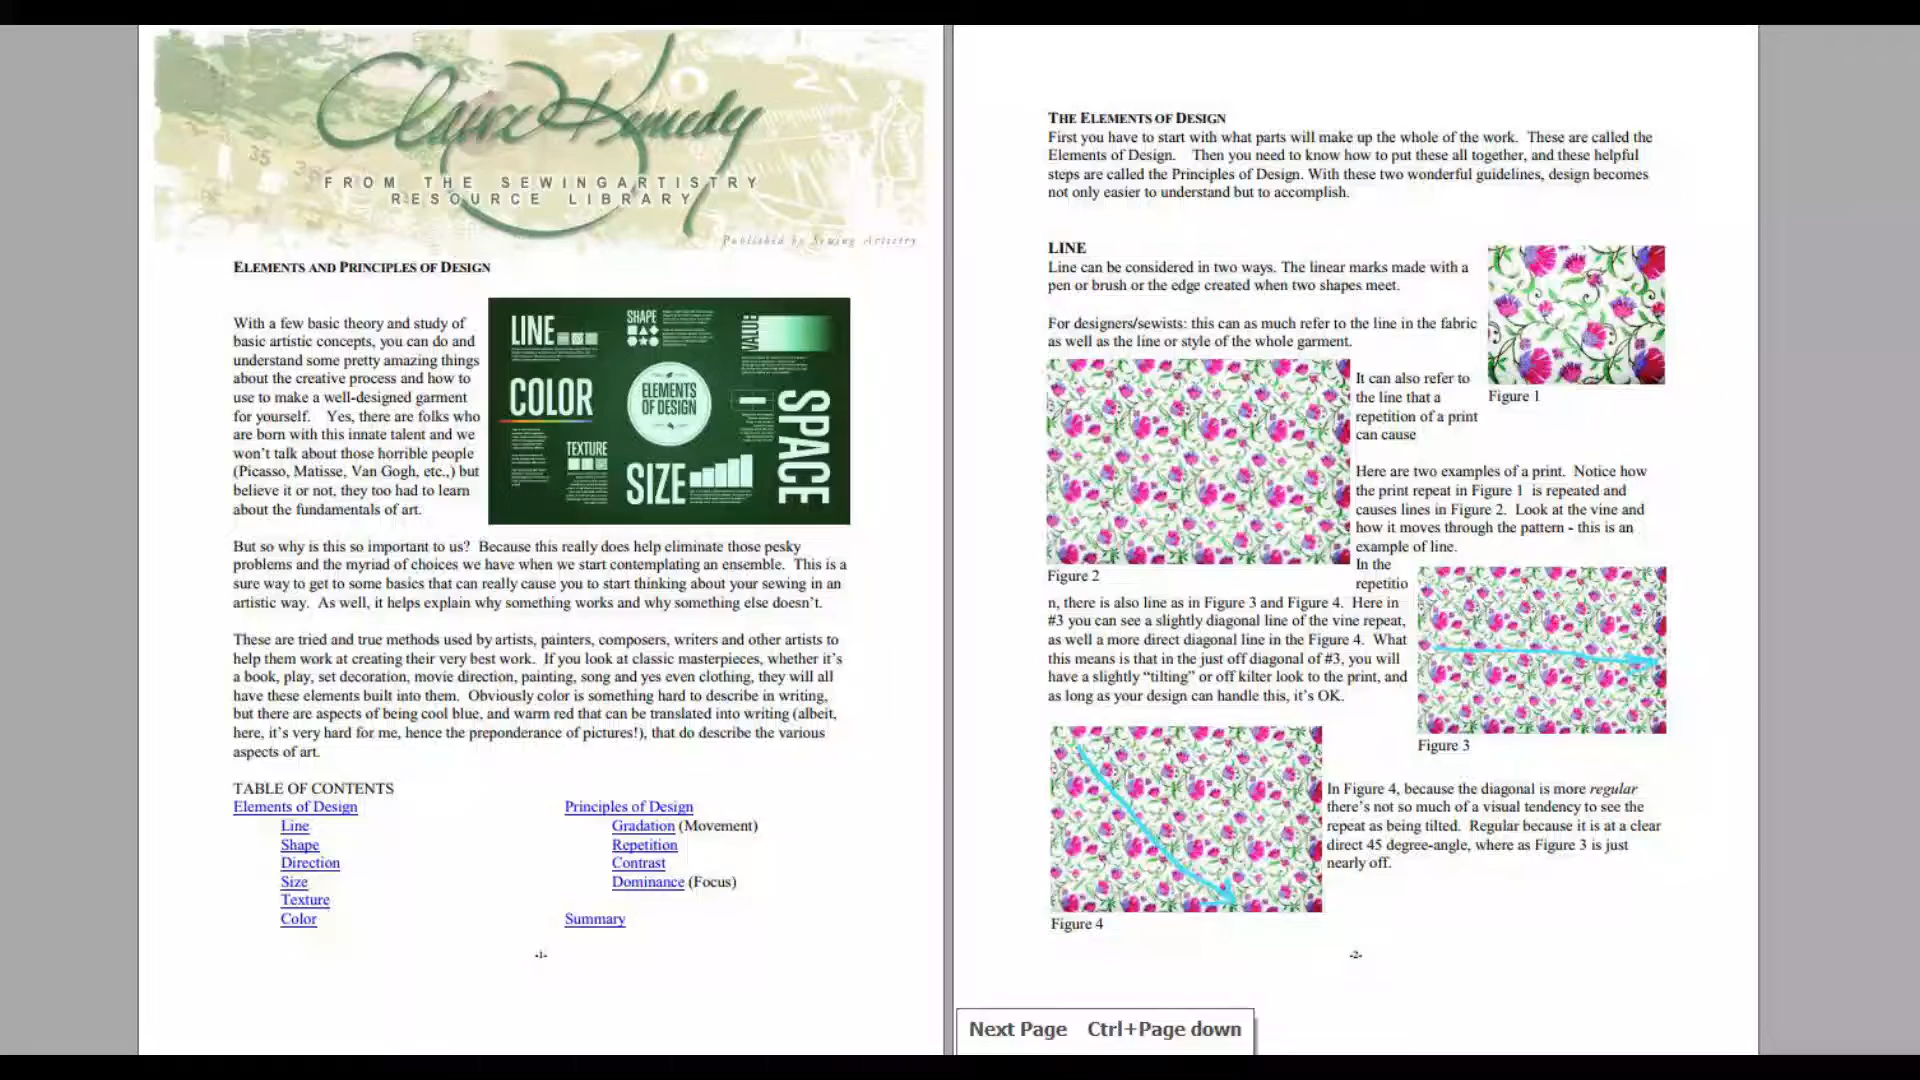 Claire Kennedy
FROM THE SEWINGARTISTRY
RESOURCE LIBRARY
Published by Sewing Artistry
ELEMENTS AND PRINCIPLES OF DESIGN
With a few basic theory and study of
basic artistic concepts, you can do and
understand some pretty amazing things
about the creative process and how to
use to make a well-designed garment
for yourself. Yes, there are folks who
are born with this innate talent and we
won't talk about those horrible people
(Picasso, Matisse, Van Gogh, etc.,) but
believe it or not, they too had to learn
about the fundamentals of art.
LINE
SHAPE
VALUE
COLOR
ELEMENTS
OF DESIGN
SPACE
TEXTURE
SIZE
But so why is this so important to us? Because this really does help eliminate those pesky
problems and the myriad of choices we have when we start contemplating an ensemble. This is a
sure way to get to some basics that can really cause you to start thinking about your sewing in an
artistic way. As well, it helps explain why something works and why something else doesn't.
These are tried and true methods used by artists, painters, composers, writers and other artists to
help them work at creating their very best work. If you look at classic masterpieces, whether it's
a book, play, set decoration, movie direction, painting, song and yes even clothing, they will all
have these elements built into them. Obviously color is something hard to describe in writing,
but there are aspects of being cool blue, and warm red that can be translated into writing (albeit,
here, it's very hard for me, hence the preponderance of pictures!), that do describe the various
aspects of art.
TABLE OF CONTENTS
Elements of Design
Line
Shape
Direction
Size
Texture
Color
Principles of Design
Gradation (Movement)
Repetition
Contrast
Dominance (Focus)
Summary
-1-
THE ELEMENTS OF DESIGN
First you have to start with what parts will make up the whole of the work. These are called the
Elements of Design. Then you need to know how to put these all together, and these helpful
steps are called the Principles of Design. With these two wonderful guidelines, design becomes
not only easier to understand but to accomplish.
LINE
Line can be considered in two ways. The linear marks made with a
pen or brush or the edge created when two shapes meet.
For designers/sewists: this can as much refer to the line in the fabric
as well as the line or style of the whole garment.
Figure 1
It can also refer to
the line that a
repetition of a print
can cause
Here are two examples of a print. Notice how
the print repeat in Figure 1 is repeated and
causes lines in Figure 2. Look at the vine and
how it moves through the pattern - this is an
example of line.
Figure 2
In the
repetitio
n, there is also line as in Figure 3 and Figure 4. Here in
#3 you can see a slightly diagonal line of the vine repeat,
as well a more direct diagonal line in the Figure 4. What
this means is that in the just off diagonal of #3, you will
have a slightly “tilting” or off kilter look to the print, and
as long as your design can handle this, it's OK.
Figure 3
In Figure 4, because the diagonal is more regular
there's not so much of a visual tendency to see the
repeat as being tilted. Regular because it is at a clear
direct 45 degree-angle, where as Figure 3 is just
nearly off.
Figure 4
-2-
Next Page Ctrl+Page down